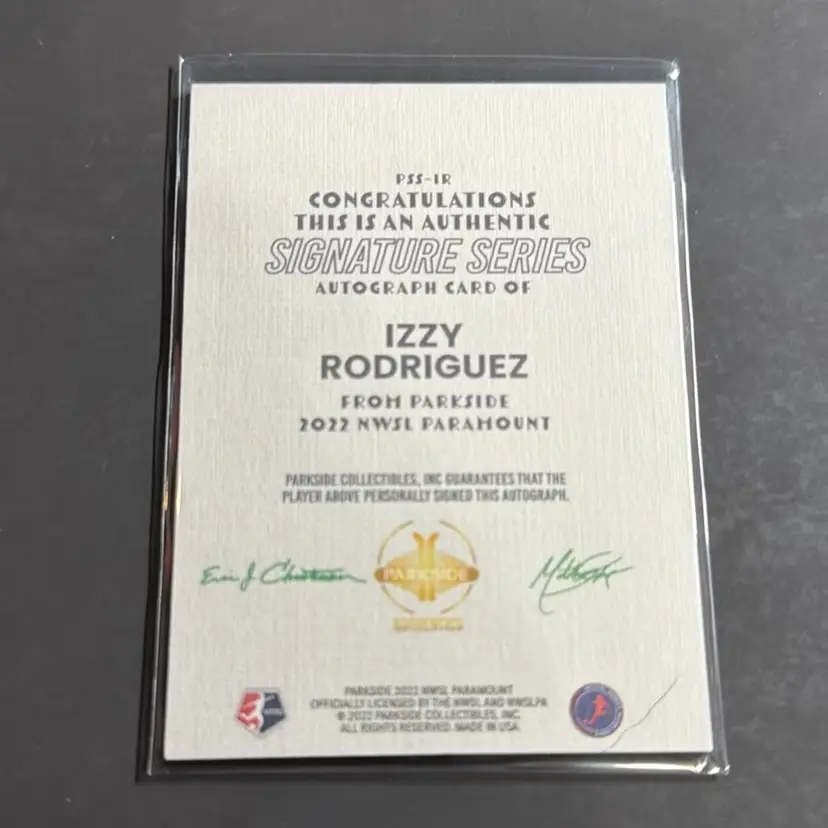 PSS-IR
CONGRATULATIONS
THIS IS AN AUTHENTIC
SIGNATURE SERIES
AUTOGRAPH CARD OF
IZZY
RODRIGUEZ
FROM PARKSIDE
2022 NWSL PARAMOUNT
PARKSIDE COLLECTIBLES, INC GUARANTEES THAT THE
PLAYER ABOVE PERSONALLY SIGNED THIS AUTOGRAPH.
PARKSIDE
AUTHENTICS
PARKSIDE 2022 NWSL PARAMOUNT
OFFICIALLY LICENSED BY THE NWSL AND NWSLPA
© 2022 PARKSIDE COLLECTIBLES, INC.
ALL RIGHTS RESERVED. MADE IN USA.